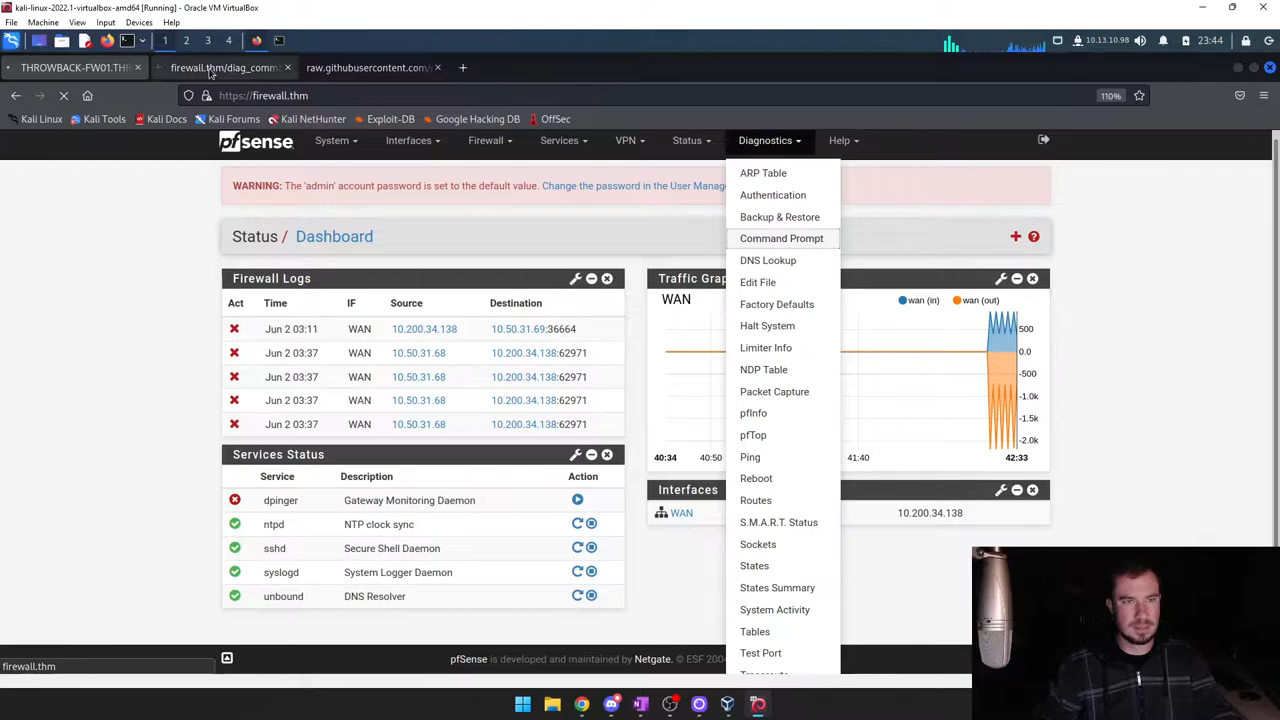 kali-linux-2022.1-virtualbox-amd64 [Running] - Oracle VM VirtualBox
File Machine View Input Devices Help
1 2 3 4 10.13.10.98 23:44
THROWBACK-FW01.THR firewall.thm/diag_comm raw.githubusercontent.com/
https://firewall.thm 110%
Kali Linux Kali Tools Kali Docs Kali Forums Kali NetHunter Exploit-DB Google Hacking DB OffSec
pfsense System Interfaces Firewall Services VPN Status Diagnostics Help
WARNING: The 'admin' account password is set to the default value. Change the password in the User Manag
Status / Dashboard
Firewall Logs
Act Time IF Source Destination
Jun 2 03:11 WAN 10.200.34.138 10.50.31.69:36664
Jun 2 03:37 WAN 10.50.31.68 10.200.34.138:62971
Jun 2 03:37 WAN 10.50.31.68 10.200.34.138:62971
Jun 2 03:37 WAN 10.50.31.68 10.200.34.138:62971
Jun 2 03:37 WAN 10.50.31.68 10.200.34.138:62971
Services Status
Service Description Action
dpinger Gateway Monitoring Daemon
ntpd NTP clock sync
sshd Secure Shell Daemon
syslogd System Logger Daemon
unbound DNS Resolver
ARP Table
Authentication
Backup & Restore
Command Prompt
DNS Lookup
Edit File
Factory Defaults
Halt System
Limiter Info
NDP Table
Packet Capture
pfInfo
pfTop
Ping
Reboot
Routes
S.M.A.R.T. Status
Sockets
States
States Summary
System Activity
Tables
Test Port
Traceroute
Traffic Grap
WAN wan (in) wan (out)
500
0.0
-500
-1.0k
-1.5k
-2.0k
40:34 40:50 41:40 42:33
Interfaces
WAN 10.200.34.138
pfSense is developed and maintained by Netgate. © ESF 2004
firewall.thm